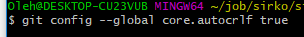 Oleh@DESKTOP-CU23VUB MINGW64 ~/job/sirko/
$ git config --global core.autocrlf true